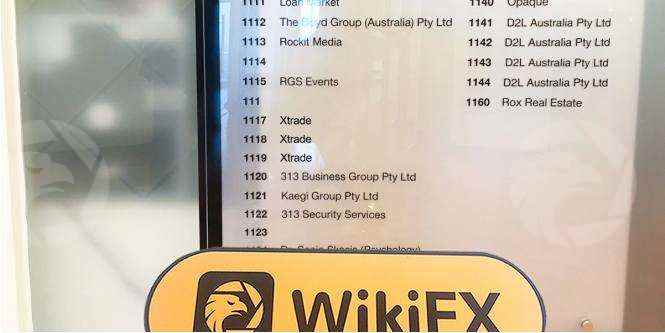 1111 Loan Market
1112 The Boyd Group (Australia) Pty Ltd
1113 Rockit Media
1114
1115 RGS Events
111
1117 Xtrade
1118 Xtrade
1119 Xtrade
1120 313 Business Group Pty Ltd
1121 Kaegi Group Pty Ltd
1122 313 Security Services
1123
(Psychology)
1140 Opaque
1141 D2L Australia Pty Ltd
1142 D2L Australia Pty Ltd
1143 D2L Australia Pty Ltd
1144 D2L Australia Pty Ltd
1160 Rox Real Estate
WikiFX